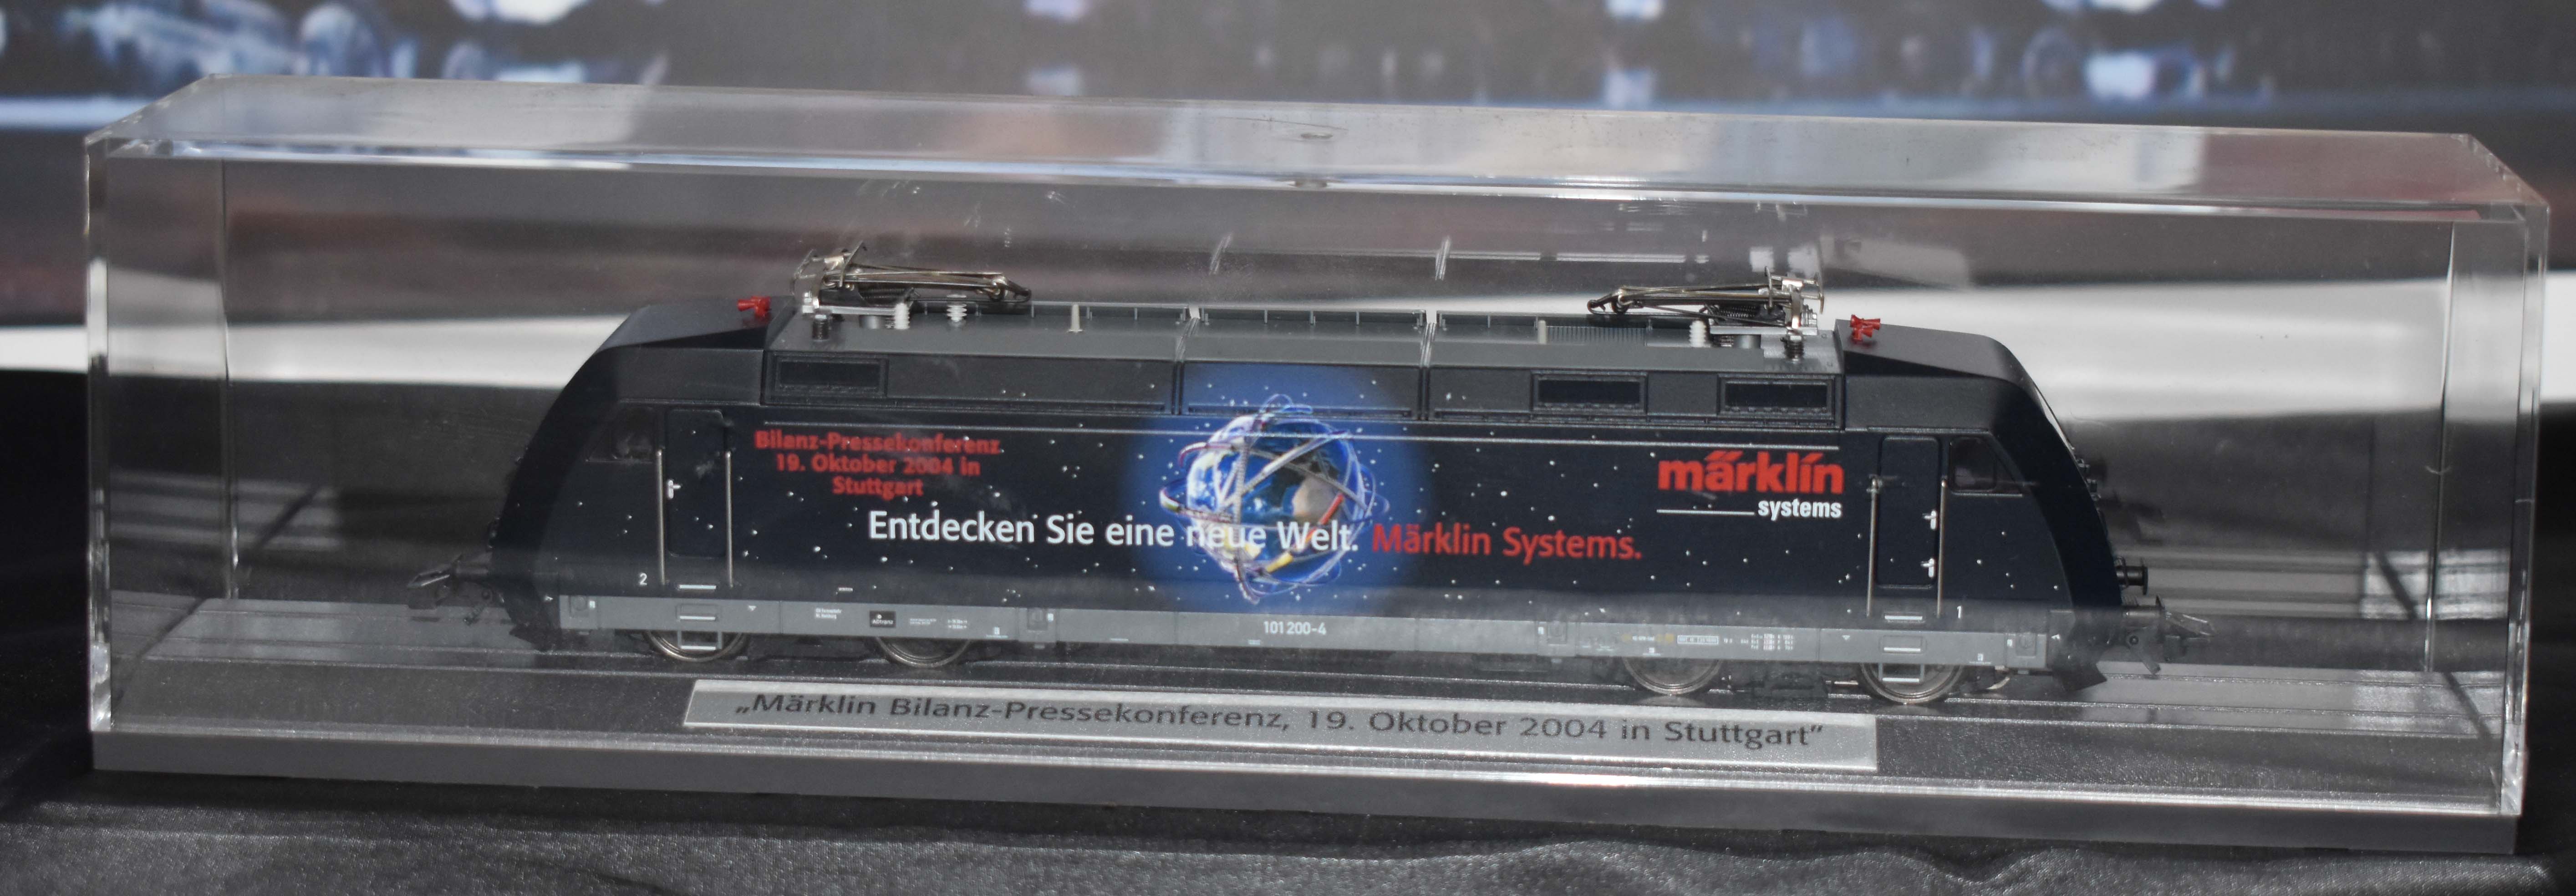 Bilanz-Pressekonferenz
19. Oktober 2004 in
Stuttgart
märklin
systems
Entdecken Sie eine neue Welt. Märklin Systems.
2
1
101 200-4
„Märklin Bilanz-Pressekonferenz, 19. Oktober 2004 in Stuttgart“